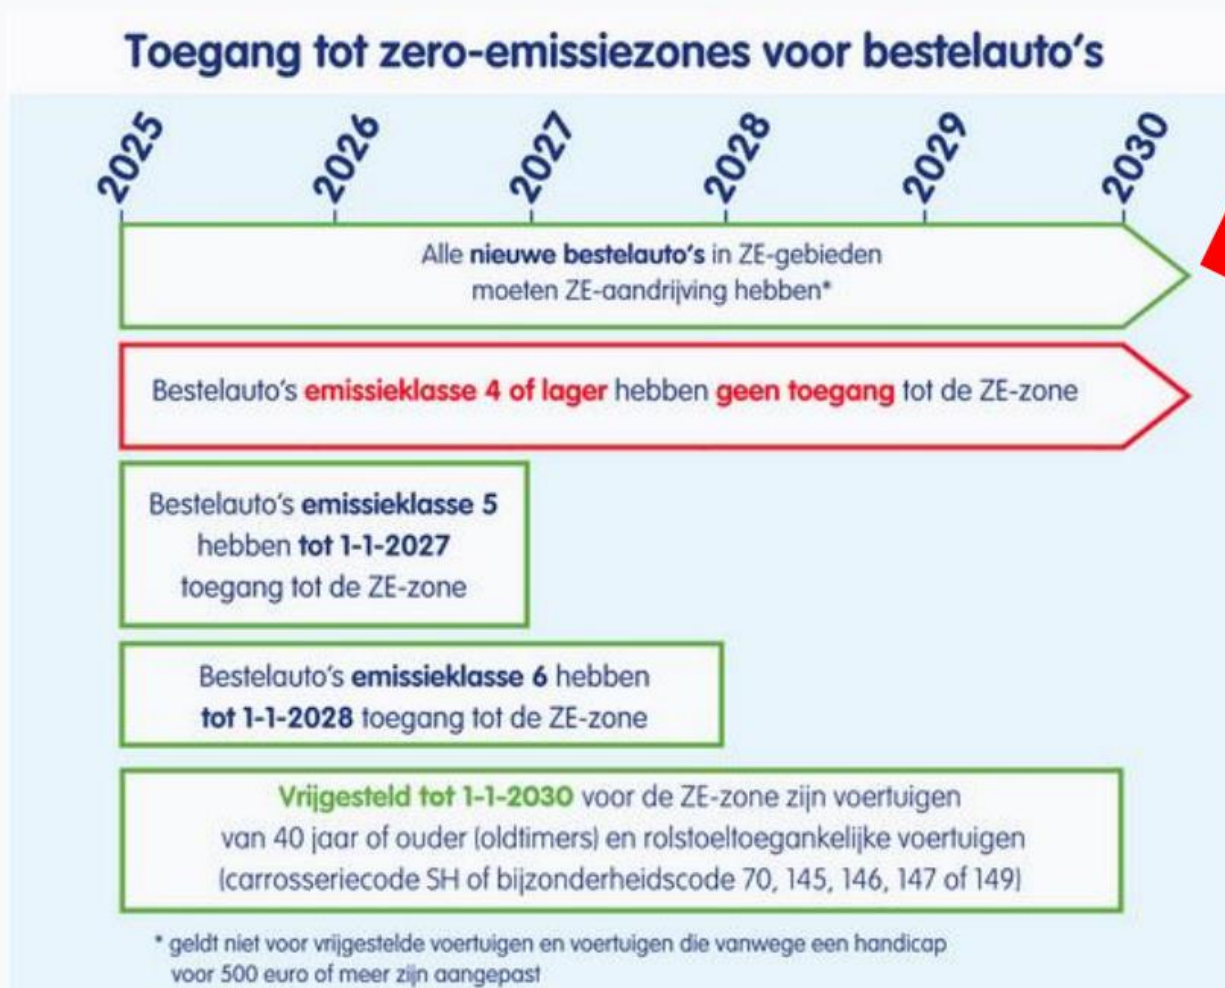 Toegang tot zero-emissiezones voor bestelauto's
2025
2026
2027
2028
2029
2030
Alle nieuwe bestelauto's in ZE-gebieden
moeten ZE-aandrijving hebben*
Bestelauto's emissieklasse 4 of lager hebben geen toegang tot de ZE-zone
Bestelauto's emissieklasse 5
hebben tot 1-1-2027
toegang tot de ZE-zone
Bestelauto's emissieklasse 6 hebben
tot 1-1-2028 toegang tot de ZE-zone
Vrijgesteld tot 1-1-2030 voor de ZE-zone zijn voertuigen
van 40 jaar of ouder (oldtimers) en rolstoeltoegankelijke voertuigen
(carrosseriecode SH of bijzonderheidscode 70, 145, 146, 147 of 149)
* geldt niet voor vrijgestelde voertuigen en voertuigen die vanwege een handicap
voor 500 euro of meer zijn aangepast